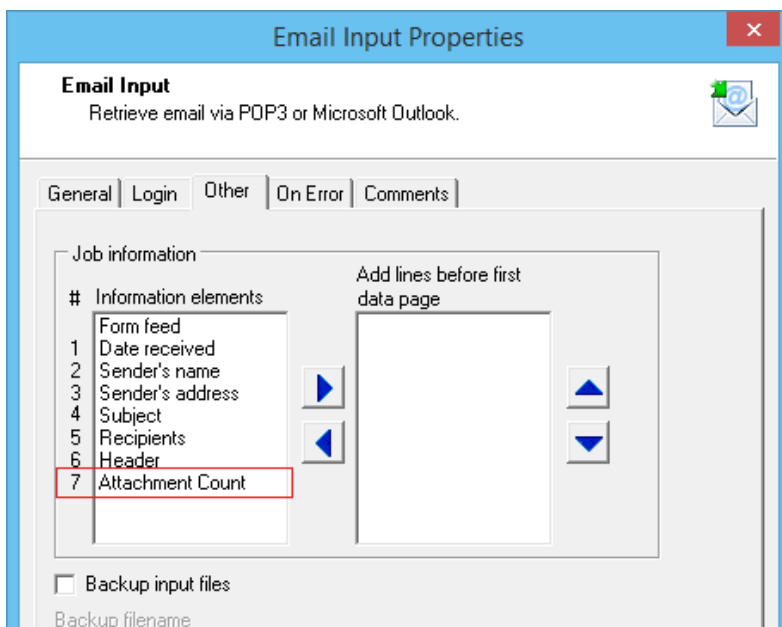 Email Input Properties
Email Input
Retrieve email via POP3 or Microsoft Outlook.
General Login Other On Error Comments
Job information
# Information elements
Form feed
1 Date received
2 Sender's name
3 Sender's address
4 Subject
5 Recipients
6 Header
7 Attachment Count
Add lines before first
data page
Backup input files
Backup filename